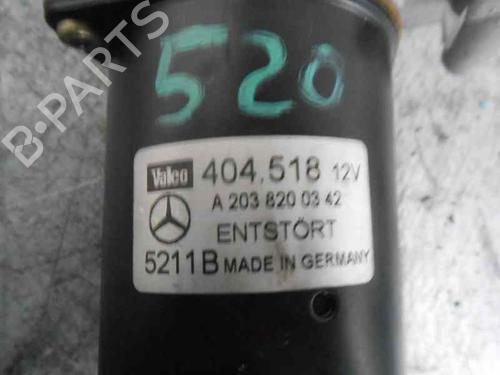 520
B-PARTS
Valeo 404.518 12V
A 203 820 03 42
ENTSTÖRT
5211B MADE IN GERMANY